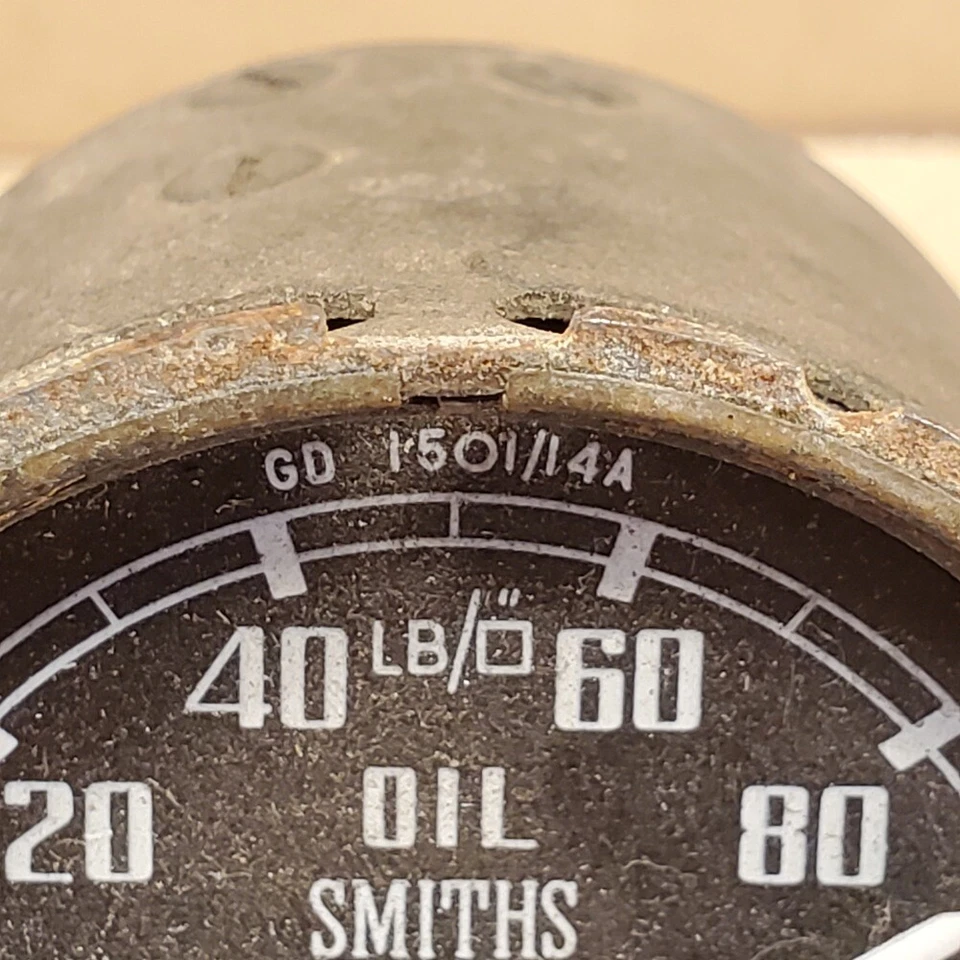 GD 1501/14A
40 LB/□" 60
20 OIL 80
SMITHS